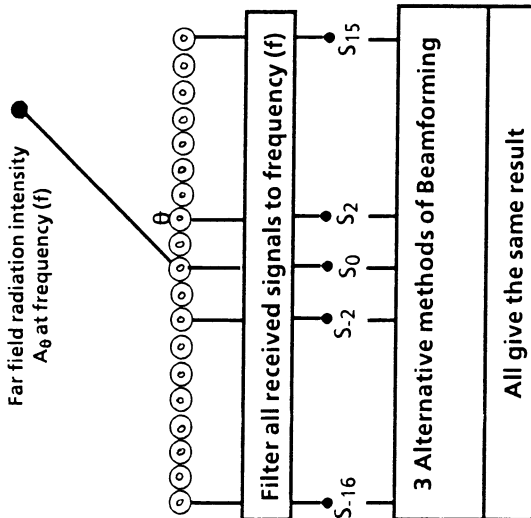 Far field radiation intensity
Aθ at frequency (f)
θ
Filter all received signals to frequency (f)
S-16
S-2
S0
S2
S15
3 Alternative methods of Beamforming
All give the same result